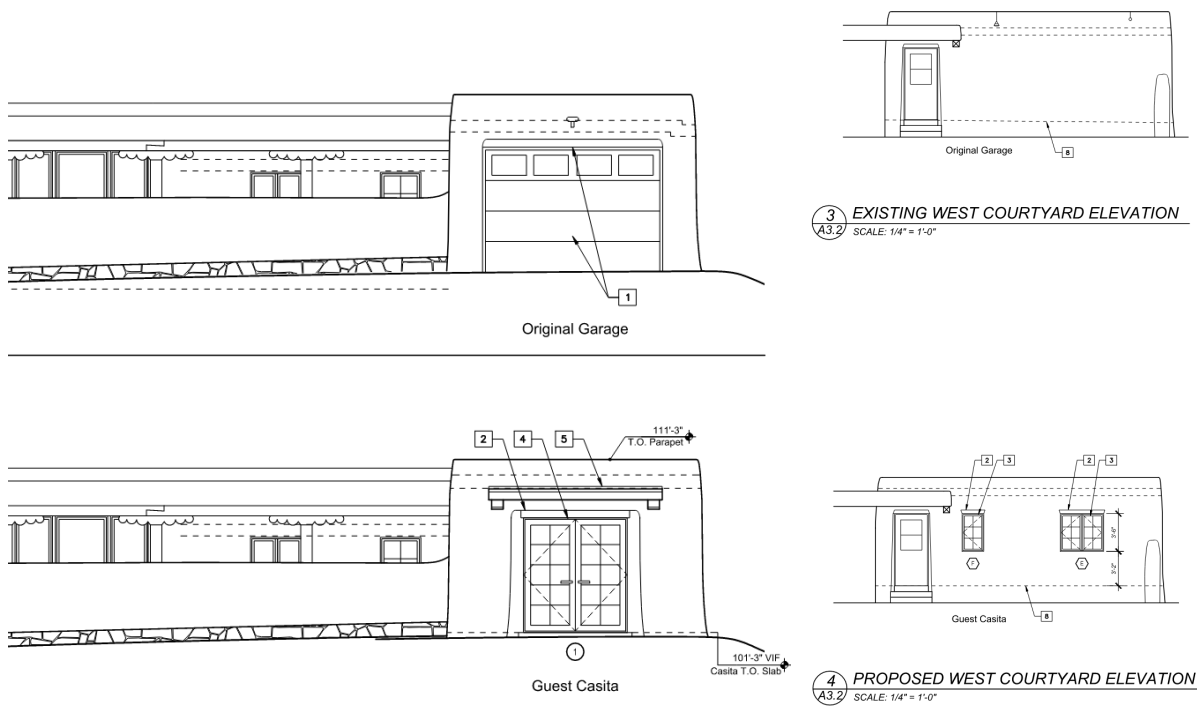 1
Original Garage
8
Original Garage
3
A3.2
EXISTING WEST COURTYARD ELEVATION
SCALE: 1/4" = 1'-0"
2
4
5
111'-3"
T.O. Parapet
101'-3" VIF
Casita T.O. Slab
1
Guest Casita
2
3
2
3
3'-6"
3'-2"
F
E
8
Guest Casita
4
A3.2
PROPOSED WEST COURTYARD ELEVATION
SCALE: 1/4" = 1'-0"